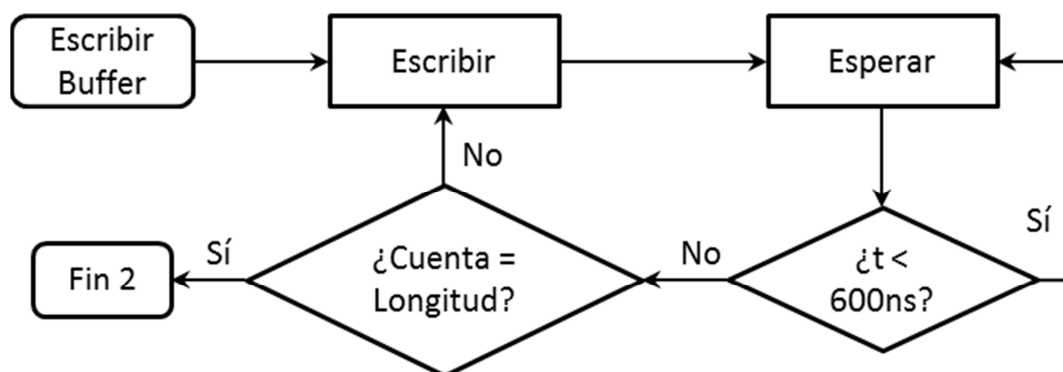 Escribir
Buffer
Escribir
Esperar
No
Sí
Fin 2
Sí
¿Cuenta =
Longitud?
No
¿t <
600ns?